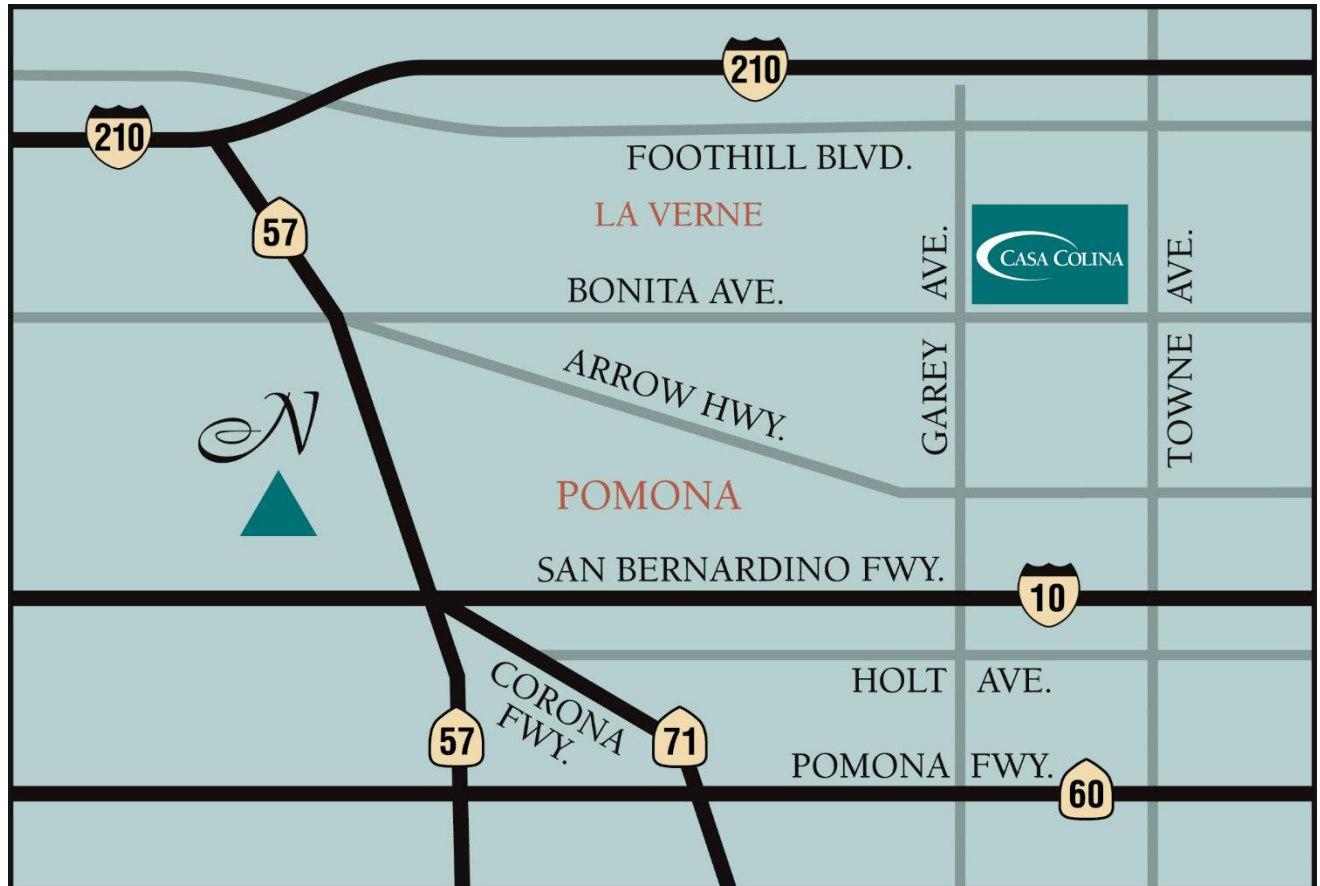 210
210
FOOTHILL BLVD.
57
LA VERNE
CASA COLINA
BONITA AVE.
GAREY AVE.
TOWNE AVE.
ARROW HWY.
N
POMONA
SAN BERNARDINO FWY.
10
HOLT AVE.
CORONA
FWY.
57
71
POMONA FWY.
60